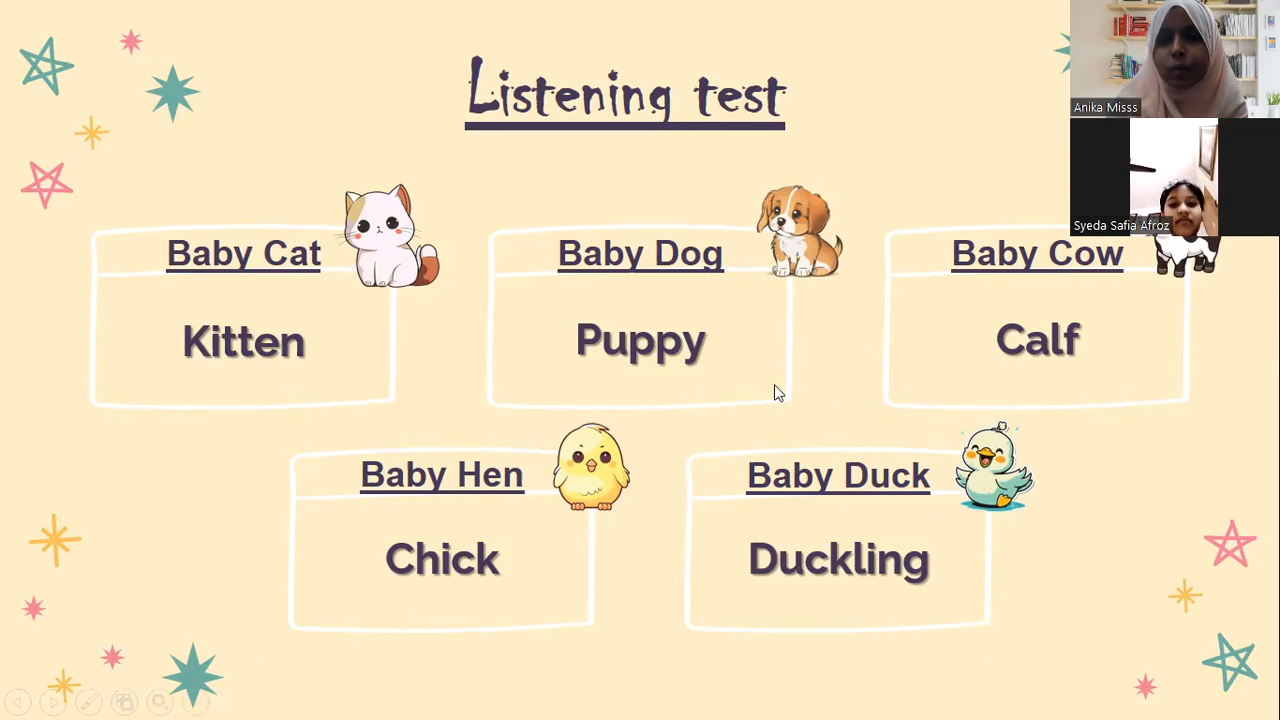 Listening test
Anika Misss
Syeda Safia Afroz
Baby Cat
Kitten
Baby Dog
Puppy
Baby Cow
Calf
Baby Hen
Chick
Baby Duck
Duckling